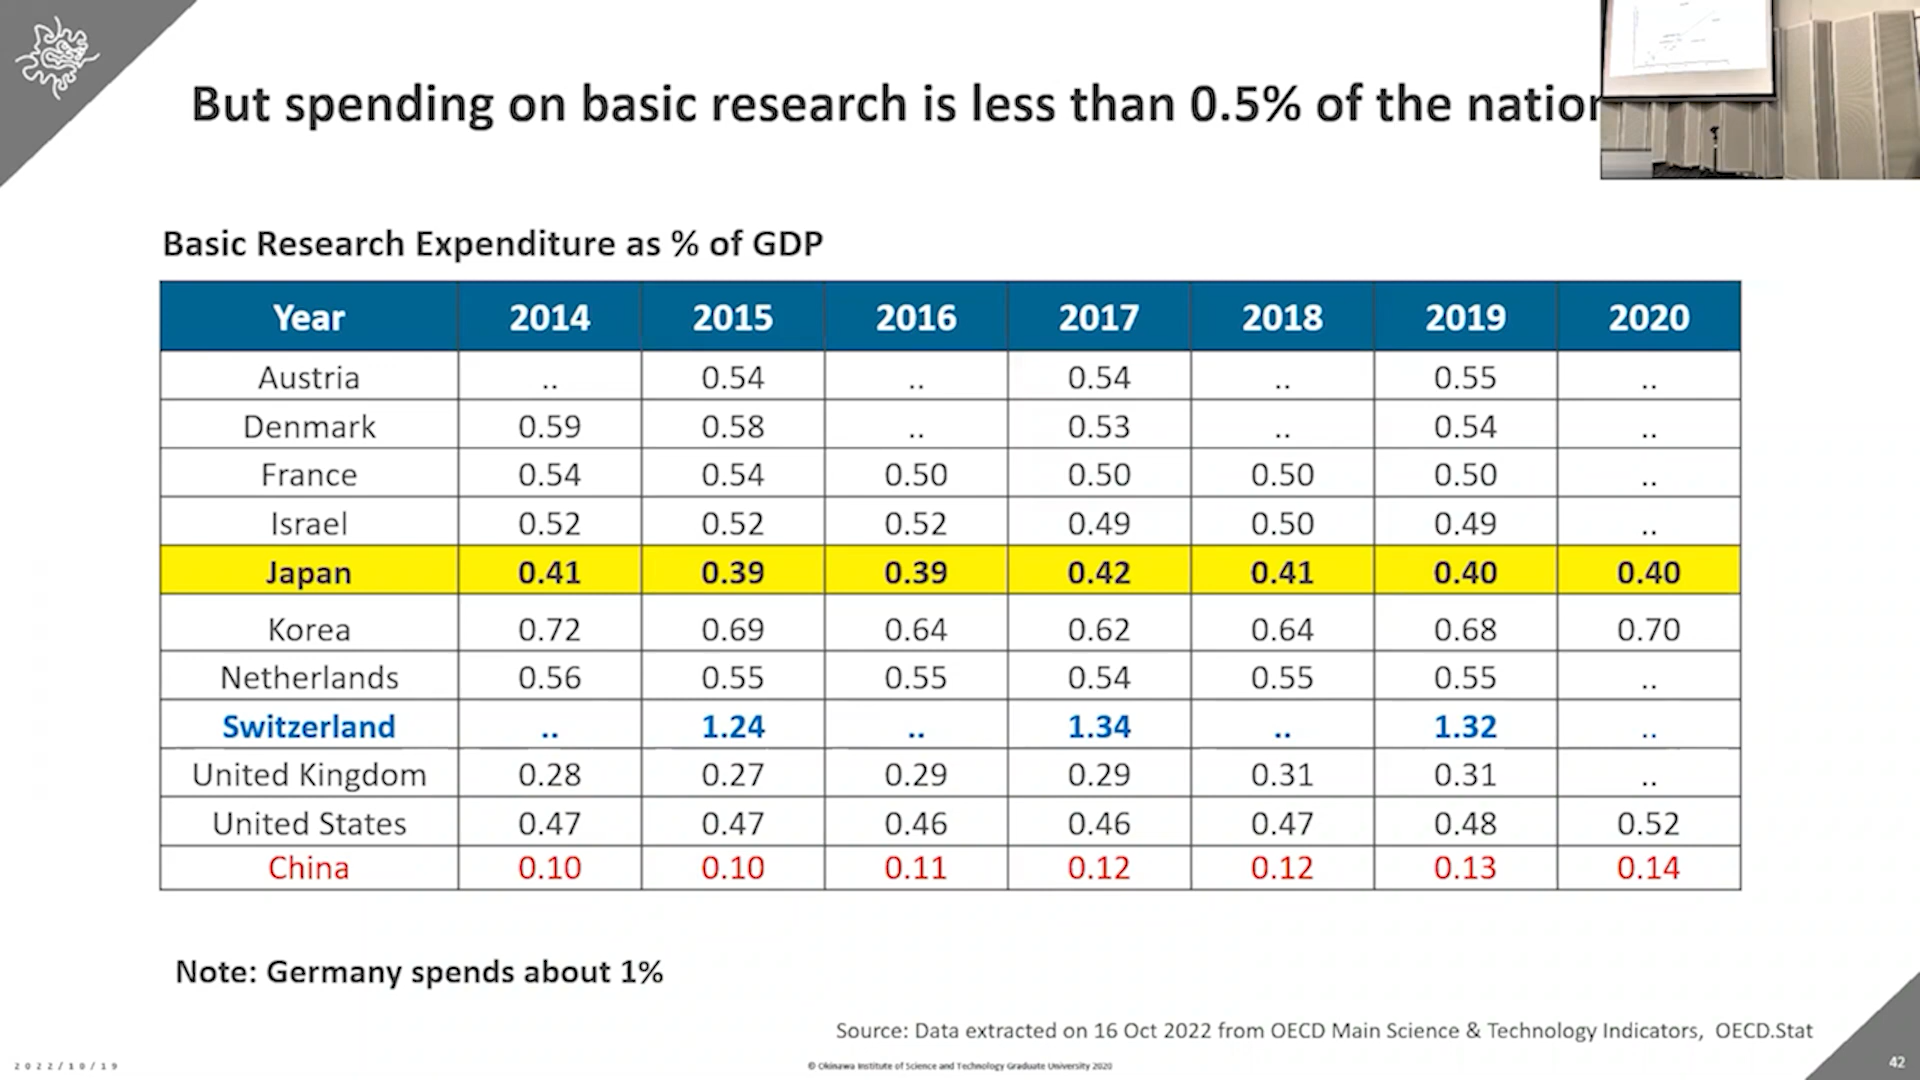 But spending on basic research is less than 0.5% of the nation
Basic Research Expenditure as % of GDP
Year 2014 2015 2016 2017 2018 2019 2020
Austria .. 0.54 .. 0.54 .. 0.55 ..
Denmark 0.59 0.58 .. 0.53 .. 0.54 ..
France 0.54 0.54 0.50 0.50 0.50 0.50 ..
Israel 0.52 0.52 0.52 0.49 0.50 0.49 ..
Japan 0.41 0.39 0.39 0.42 0.41 0.40 0.40
Korea 0.72 0.69 0.64 0.62 0.64 0.68 0.70
Netherlands 0.56 0.55 0.55 0.54 0.55 0.55 ..
Switzerland .. 1.24 .. 1.34 .. 1.32 ..
United Kingdom 0.28 0.27 0.29 0.29 0.31 0.31 ..
United States 0.47 0.47 0.46 0.46 0.47 0.48 0.52
China 0.10 0.10 0.11 0.12 0.12 0.13 0.14
Note: Germany spends about 1%
Source: Data extracted on 16 Oct 2022 from OECD Main Science & Technology Indicators, OECD.Stat
2022/10/19
© Okinawa Institute of Science and Technology Graduate University 2020
42